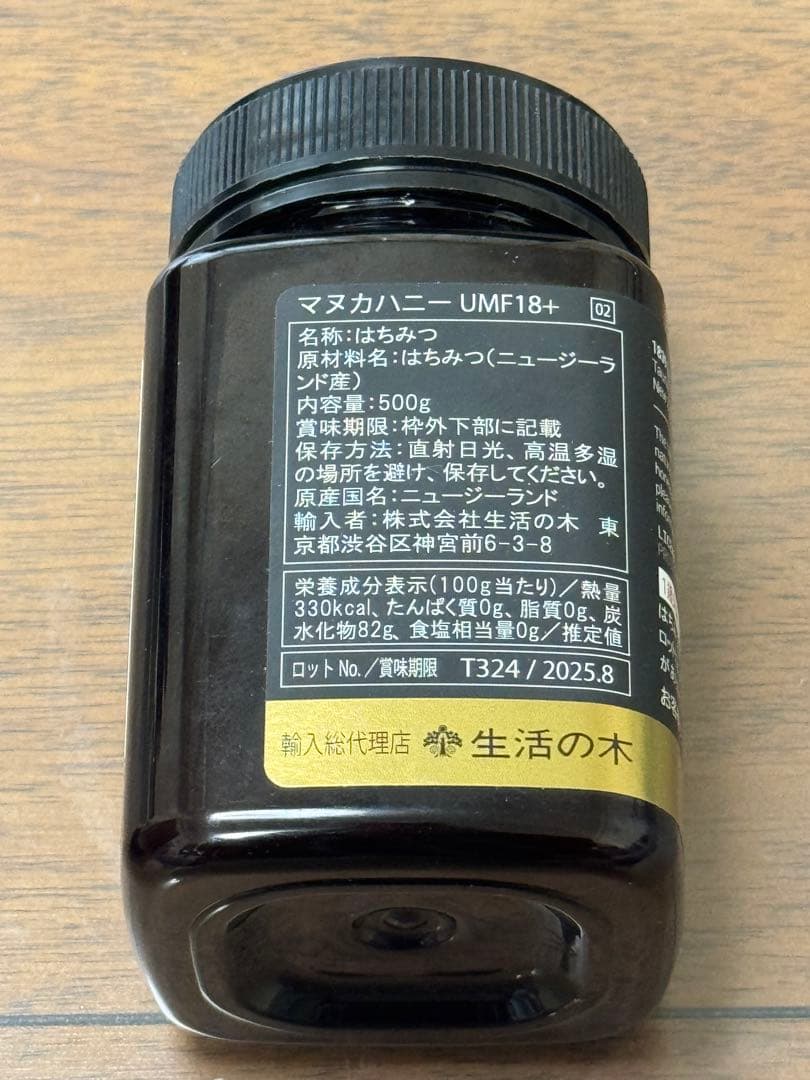 マヌカハニー UMF18+ 02
名称:はちみつ
原材料名:はちみつ(ニュージーラ
ンド産)
内容量:500g
賞味期限:枠外下部に記載
保存方法:直射日光、高温多湿
の場所を避け、保存してください。
原産国名:ニュージーランド
輸入者:株式会社生活の木 東
京都渋谷区神宮前6-3-8
栄養成分表示(100g当たり)/熱量
330kcal、たんぱく質0g、脂質0g、炭
水化物82g、食塩相当量0g/推定値
ロットNo./賞味期限 T324 / 2025.8
輸入総代理店 生活の木